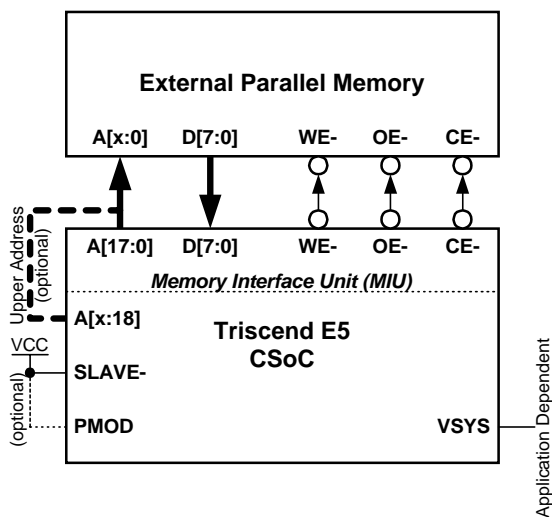 External Parallel Memory
A[x:0] D[7:0] WE- OE- CE-
Upper Address
(optional)
A[17:0] D[7:0] WE- OE- CE-
Memory Interface Unit (MIU)
A[x:18]
Triscend E5
CSoC
VCC
SLAVE-
(optional)
PMOD
VSYS
Application Dependent